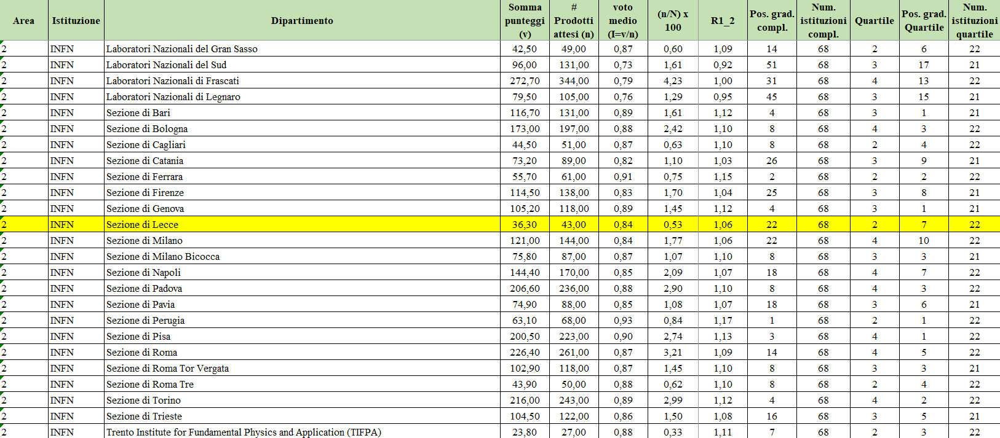 Area Istituzione Dipartimento Somma punteggi (v) # Prodotti attesi (n) voto medio (I=v/n) (n/N) x 100 R1_2 Pos. grad. compl. Num. istituzioni compl. Quartile Pos. grad. Quartile Num. istituzioni quartile
2 INFN Laboratori Nazionali del Gran Sasso 42,50 49,00 0,87 0,60 1,09 14 68 2 6 22
2 INFN Laboratori Nazionali del Sud 96,00 131,00 0,73 1,61 0,92 51 68 3 17 21
2 INFN Laboratori Nazionali di Frascati 272,70 344,00 0,79 4,23 1,00 31 68 4 13 22
2 INFN Laboratori Nazionali di Legnaro 79,50 105,00 0,76 1,29 0,95 45 68 3 15 21
2 INFN Sezione di Bari 116,70 131,00 0,89 1,61 1,12 4 68 3 1 21
2 INFN Sezione di Bologna 173,00 197,00 0,88 2,42 1,10 8 68 4 3 22
2 INFN Sezione di Cagliari 44,50 51,00 0,87 0,63 1,10 8 68 2 4 22
2 INFN Sezione di Catania 73,20 89,00 0,82 1,10 1,03 26 68 3 9 21
2 INFN Sezione di Ferrara 55,70 61,00 0,91 0,75 1,15 2 68 2 2 22
2 INFN Sezione di Firenze 114,50 138,00 0,83 1,70 1,04 25 68 3 8 21
2 INFN Sezione di Genova 105,20 118,00 0,89 1,45 1,12 4 68 3 1 21
2 INFN Sezione di Lecce 36,30 43,00 0,84 0,53 1,06 22 68 2 7 22
2 INFN Sezione di Milano 121,00 144,00 0,84 1,77 1,06 22 68 4 10 22
2 INFN Sezione di Milano Bicocca 75,80 87,00 0,87 1,07 1,10 8 68 3 3 21
2 INFN Sezione di Napoli 144,40 170,00 0,85 2,09 1,07 18 68 4 7 22
2 INFN Sezione di Padova 206,60 236,00 0,88 2,90 1,10 8 68 4 3 22
2 INFN Sezione di Pavia 74,90 88,00 0,85 1,08 1,07 18 68 3 6 21
2 INFN Sezione di Perugia 63,10 68,00 0,93 0,84 1,17 1 68 2 1 22
2 INFN Sezione di Pisa 200,50 223,00 0,90 2,74 1,13 3 68 4 1 22
2 INFN Sezione di Roma 226,40 261,00 0,87 3,21 1,09 14 68 4 5 22
2 INFN Sezione di Roma Tor Vergata 102,90 118,00 0,87 1,45 1,10 8 68 3 3 21
2 INFN Sezione di Roma Tre 43,90 50,00 0,88 0,62 1,10 8 68 2 4 22
2 INFN Sezione di Torino 216,00 243,00 0,89 2,99 1,12 4 68 4 2 22
2 INFN Sezione di Trieste 104,50 122,00 0,86 1,50 1,08 16 68 3 5 21
2 INFN Trento Institute for Fundamental Physics and Application (TIFPA) 23,80 27,00 0,88 0,33 1,11 7 68 2 3 22